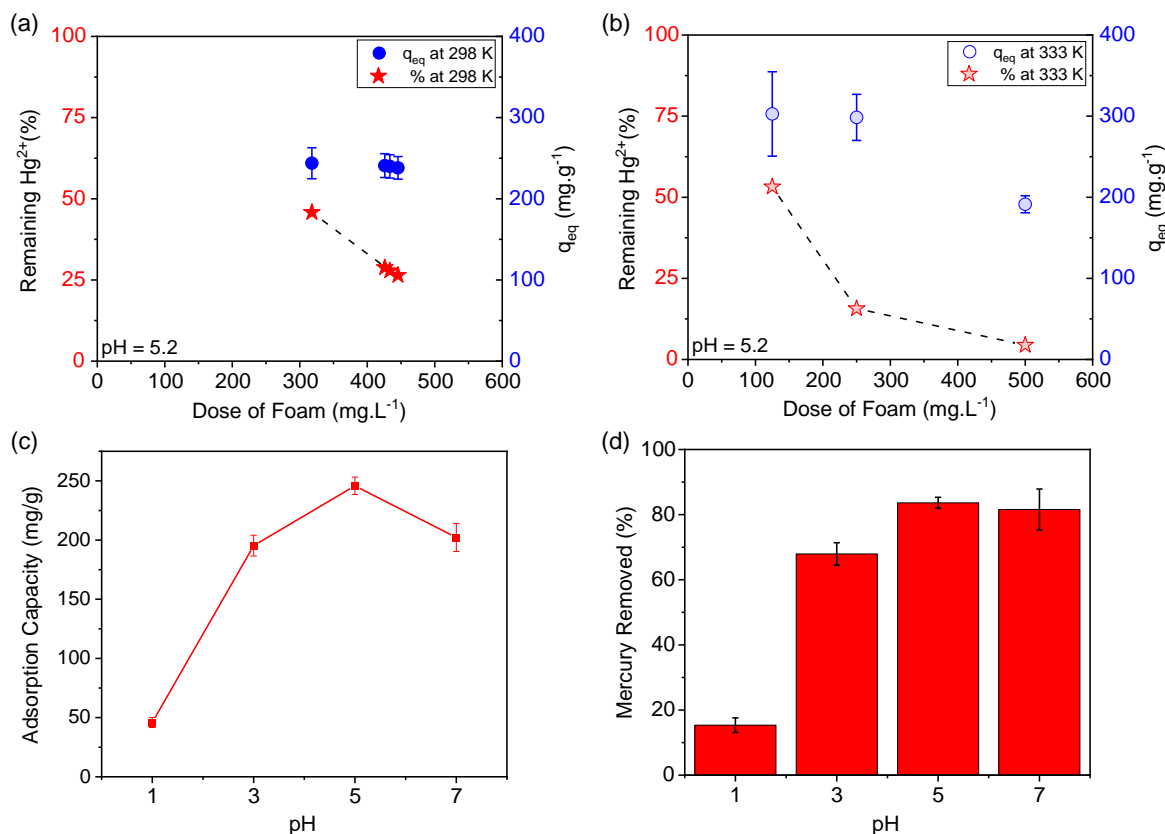 (a)
100
75
50
25
0
Remaining Hg²⁺(%)
q_eq at 298 K
% at 298 K
400
300
200
100
0
q_eq (mg.g⁻¹)
pH = 5.2
0 100 200 300 400 500 600
Dose of Foam (mg.L⁻¹)
(b)
100
75
50
25
0
Remaining Hg²⁺(%)
q_eq at 333 K
% at 333 K
400
300
200
100
0
q_eq (mg.g⁻¹)
pH = 5.2
0 100 200 300 400 500 600
Dose of Foam (mg.L⁻¹)
(c)
250
200
150
100
50
0
Adsorption Capacity (mg/g)
1 3 5 7
pH
(d)
100
80
60
40
20
0
Mercury Removed (%)
1 3 5 7
pH